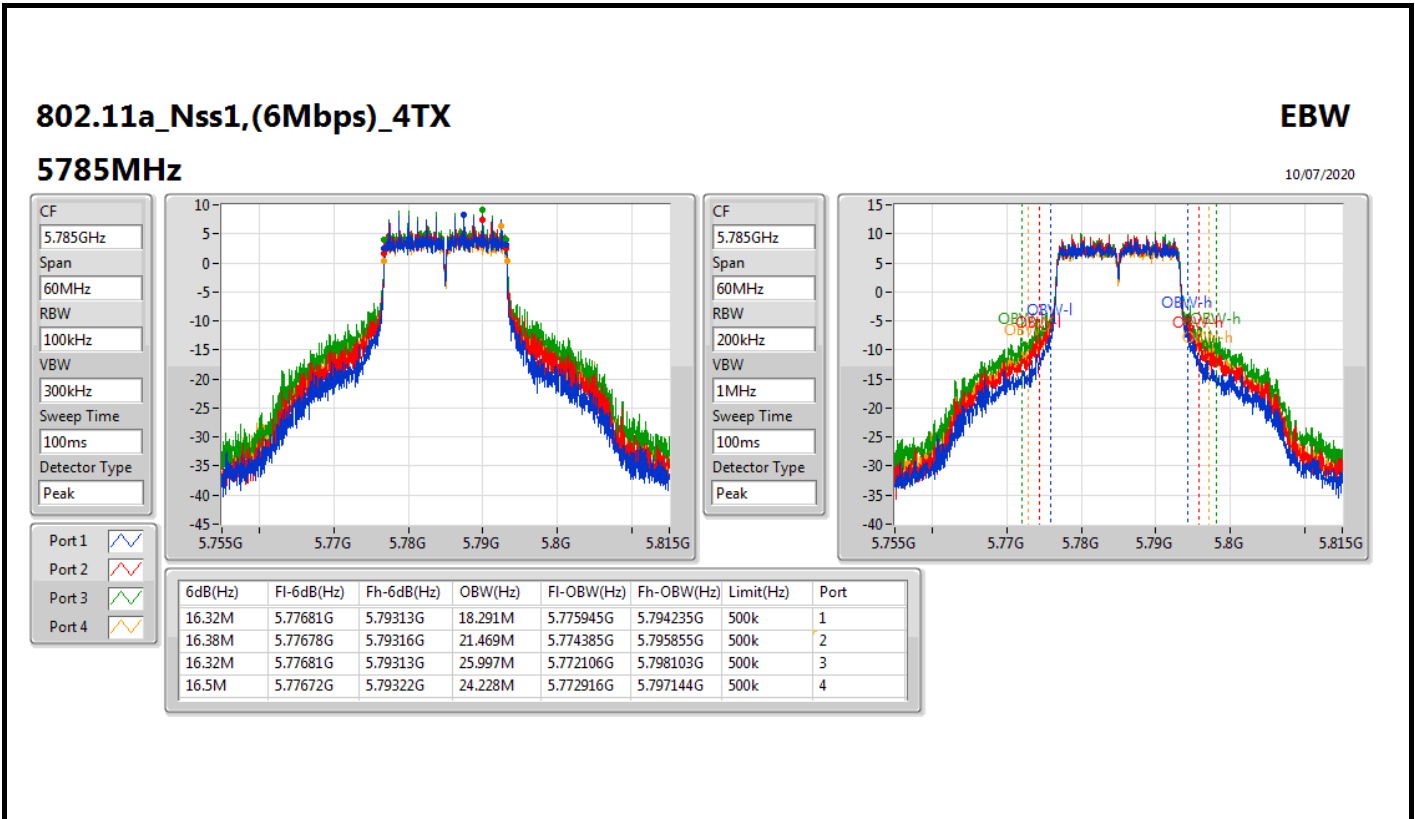 802.11a_Nss1,(6Mbps)_4TX
EBW
5785MHz
10/07/2020
CF
5.785GHz
Span
60MHz
RBW
100kHz
VBW
300kHz
Sweep Time
100ms
Detector Type
Peak
10
5
0
-5
-10
-15
-20
-25
-30
-35
-40
-45
5.755G 5.77G 5.78G 5.79G 5.8G 5.815G
CF
5.785GHz
Span
60MHz
RBW
200kHz
VBW
1MHz
Sweep Time
100ms
Detector Type
Peak
15
10
5
0
-5
-10
-15
-20
-25
-30
-35
-40
OBW-l
OBW-h
5.755G 5.77G 5.78G 5.79G 5.8G 5.815G
Port 1
Port 2
Port 3
Port 4
6dB(Hz) Fl-6dB(Hz) Fh-6dB(Hz) OBW(Hz) Fl-OBW(Hz) Fh-OBW(Hz) Limit(Hz) Port
16.32M 5.77681G 5.79313G 18.291M 5.775945G 5.794235G 500k 1
16.38M 5.77678G 5.79316G 21.469M 5.774385G 5.795855G 500k 2
16.32M 5.77681G 5.79313G 25.997M 5.772106G 5.798103G 500k 3
16.5M 5.77672G 5.79322G 24.228M 5.772916G 5.797144G 500k 4